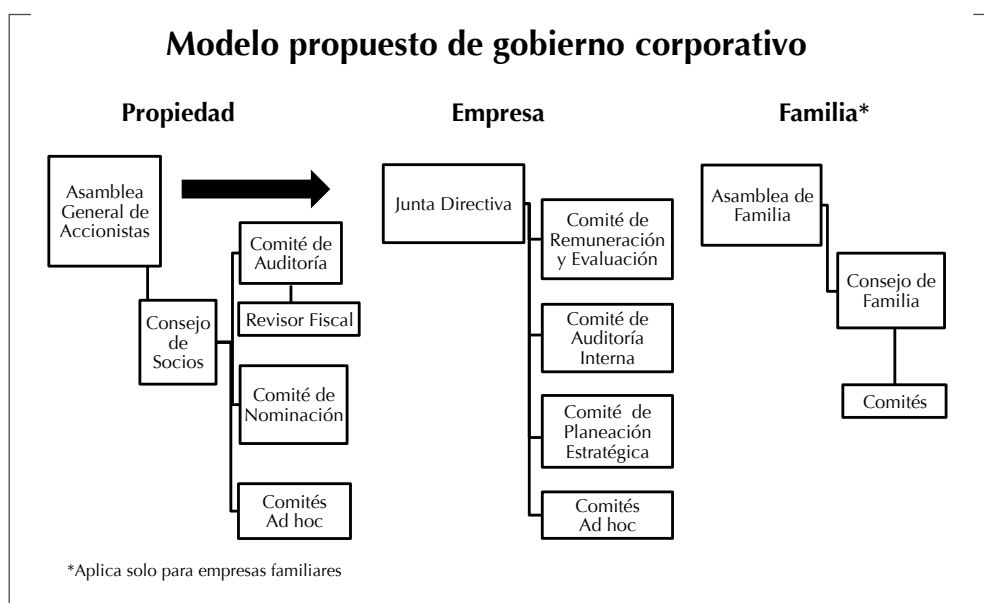 Modelo propuesto de gobierno corporativo
Propiedad
Asamblea
General de
Accionistas
Consejo
de
Socios
Comité de
Auditoría
Revisor Fiscal
Comité de
Nominación
Comités
Ad hoc
Empresa
Junta Directiva
Comité de
Remuneración
y Evaluación
Comité de
Auditoría
Interna
Comité de
Planeación
Estratégica
Comités
Ad hoc
Familia*
Asamblea de
Familia
Consejo de
Familia
Comités
*Aplica solo para empresas familiares